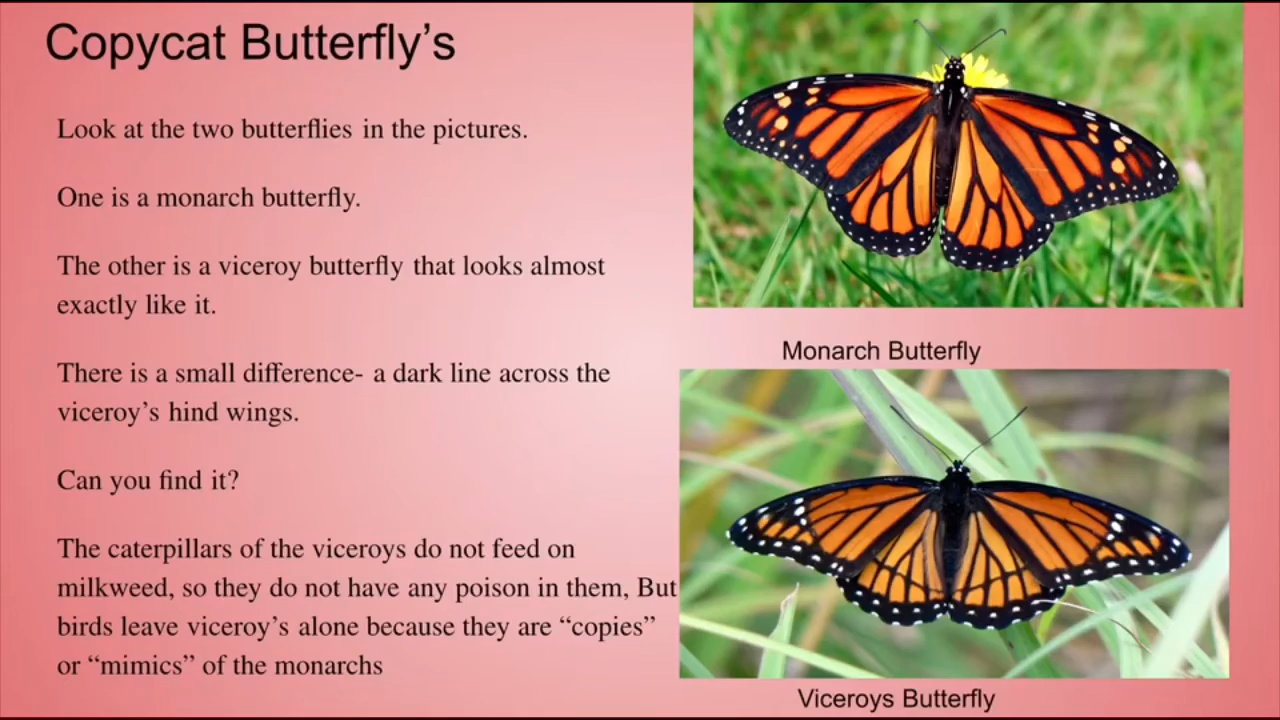 Copycat Butterfly’s
Look at the two butterflies in the pictures.
One is a monarch butterfly.
The other is a viceroy butterfly that looks almost
exactly like it.
There is a small difference- a dark line across the
viceroy’s hind wings.
Can you find it?
The caterpillars of the viceroys do not feed on
milkweed, so they do not have any poison in them, But
birds leave viceroy’s alone because they are “copies”
or “mimics” of the monarchs
Monarch Butterfly
Viceroys Butterfly